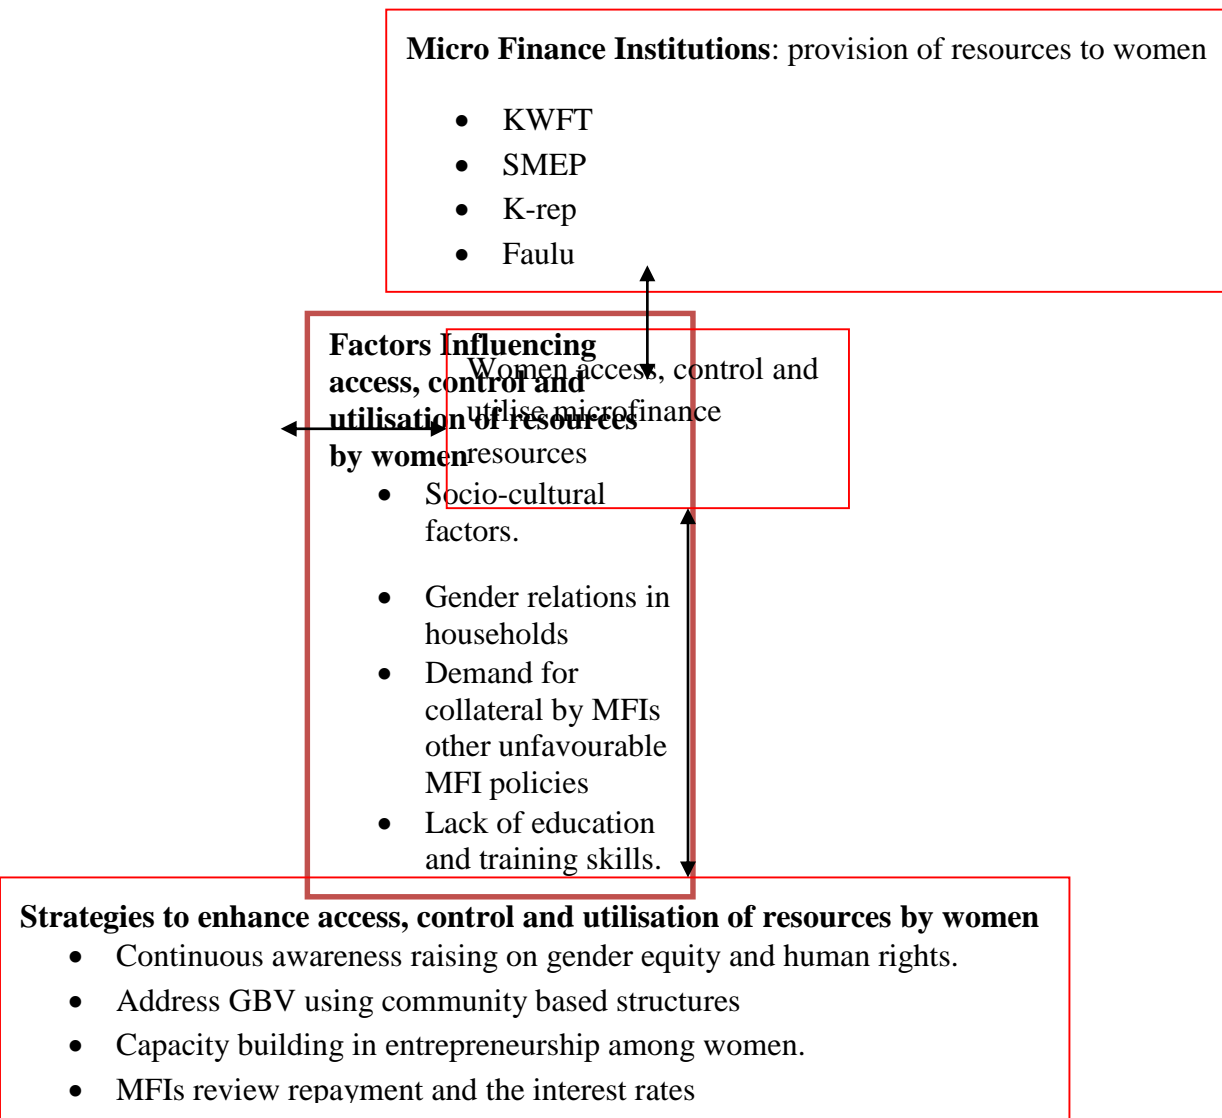 Micro Finance Institutions: provision of resources to women
• KWFT
• SMEP
• K-rep
• Faulu
Factors Influencing
access, control and
utilisation of resources
by women
Women access, control and
utilise microfinance
resources
• Socio-cultural
factors.
• Gender relations in
households
• Demand for
collateral by MFIs
other unfavourable
MFI policies
• Lack of education
and training skills.
Strategies to enhance access, control and utilisation of resources by women
• Continuous awareness raising on gender equity and human rights.
• Address GBV using community based structures
• Capacity building in entrepreneurship among women.
• MFIs review repayment and the interest rates